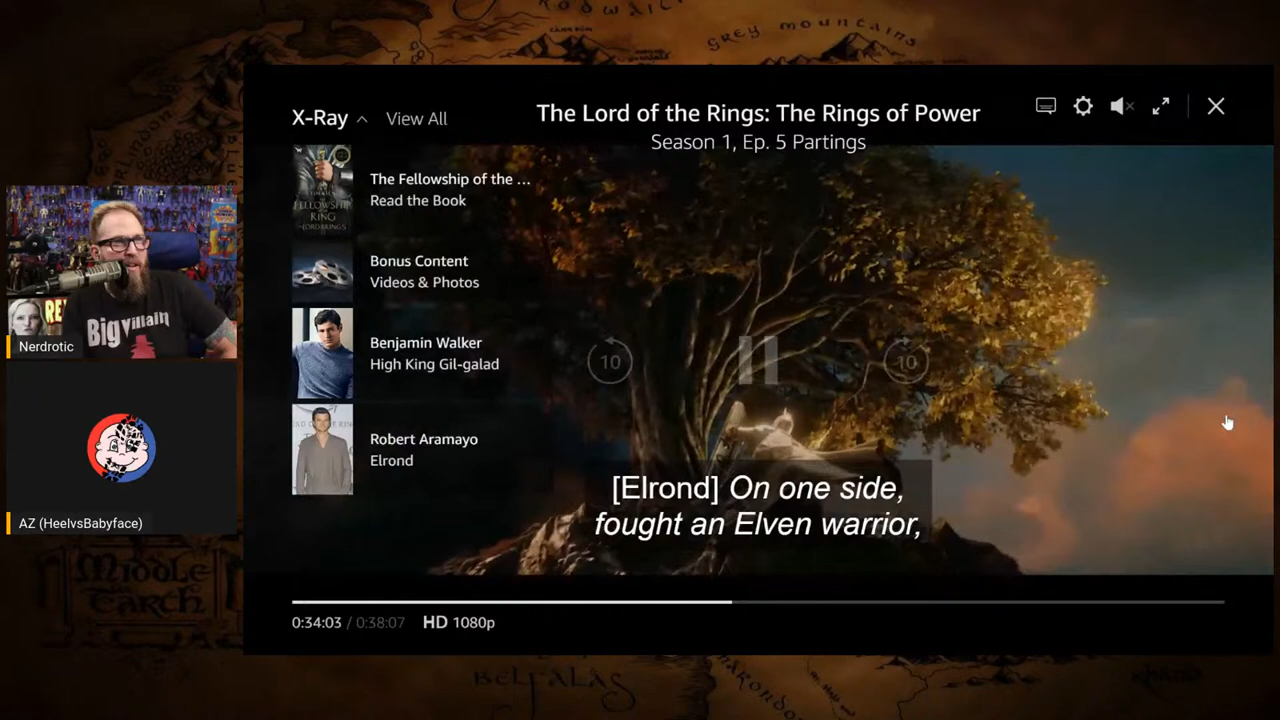 GREY MOUNTAINS
X-Ray
View All
The Lord of the Rings: The Rings of Power
Season 1, Ep. 5 Partings
The Fellowship of the ...
Read the Book
FELLOWSHIP
RING
Bonus Content
Videos & Photos
Big Villain
RE
Nerdrotic
Benjamin Walker
High King Gil-galad
10
10
Robert Aramayo
Elrond
[Elrond] On one side,
fought an Elven warrior,
AZ (HeelvsBabyface)
MIDDLE
EARTH
0:34:03 / 0:38:07
HD 1080p
BELFALAS